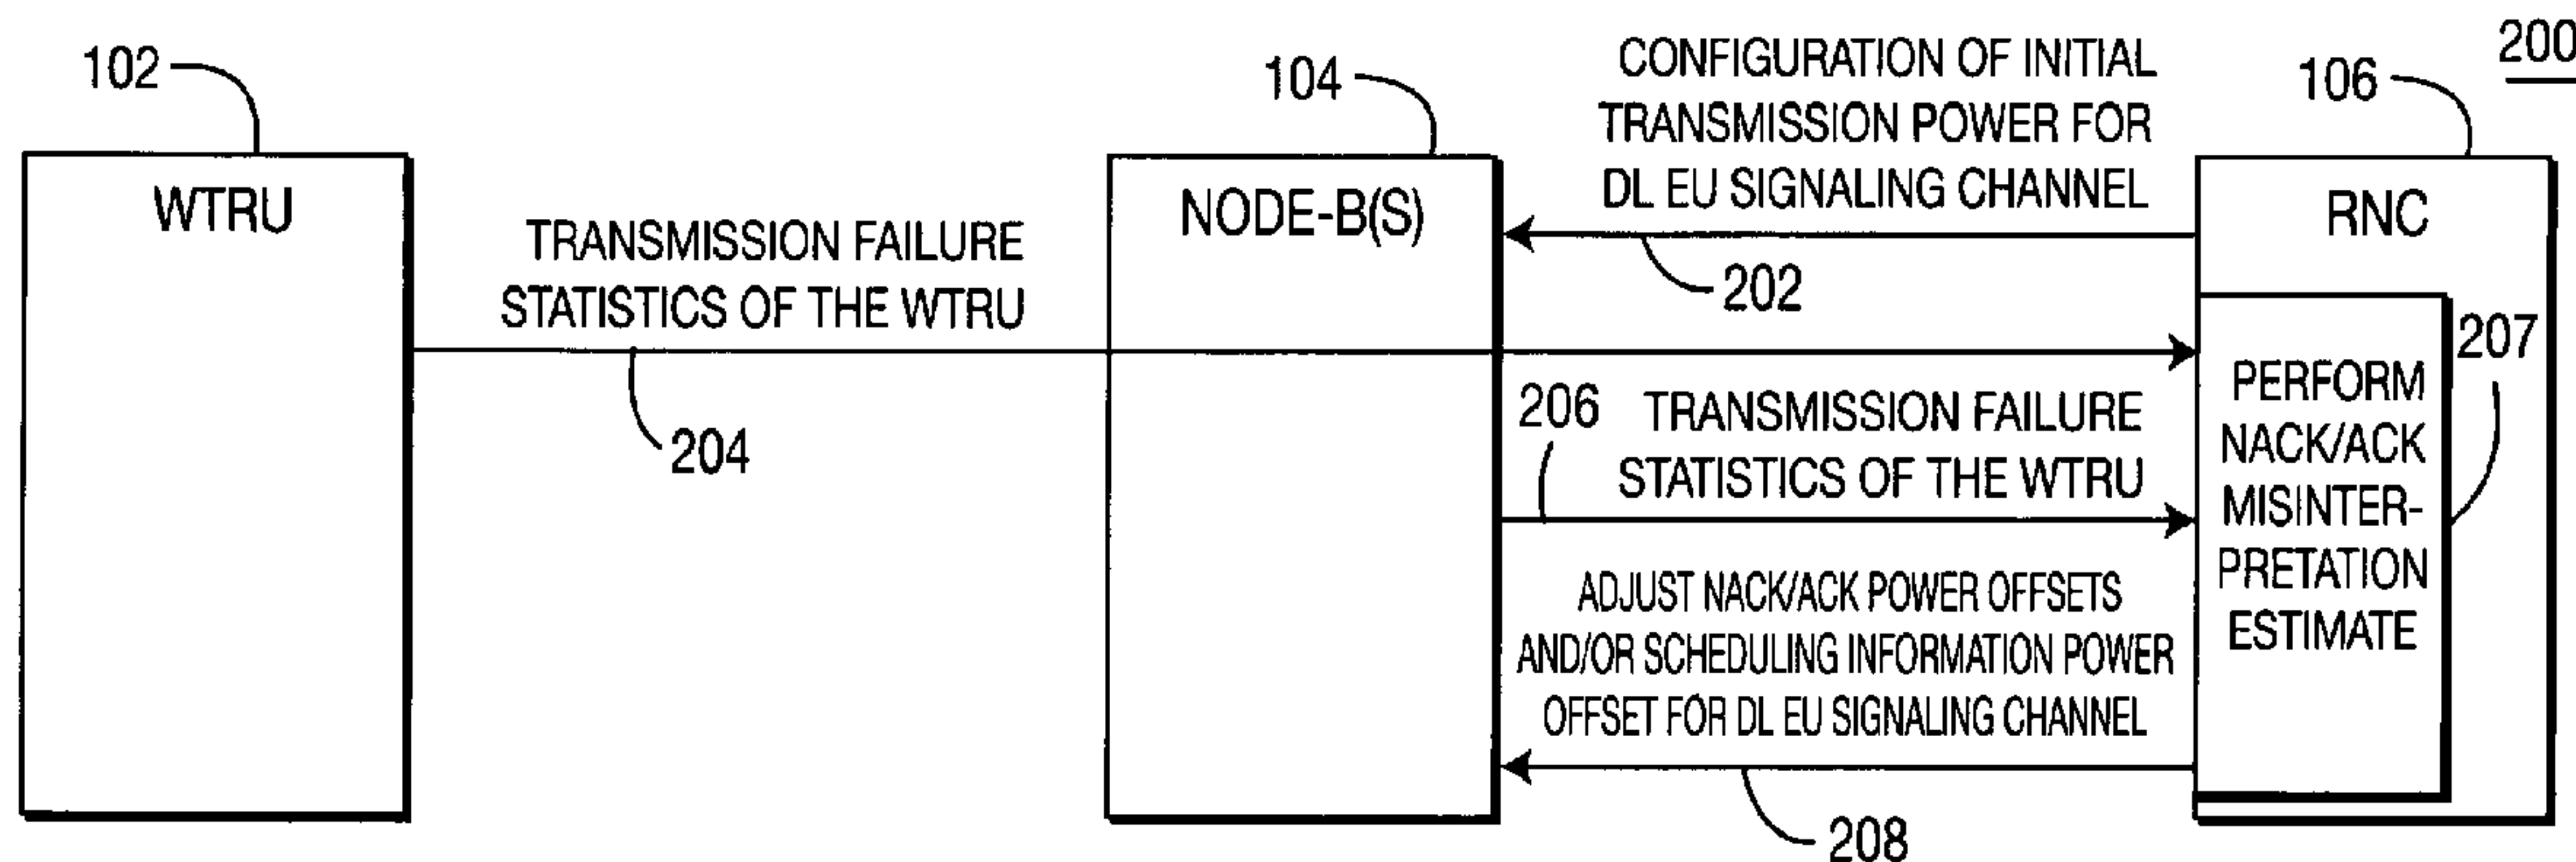 200
102
104
106
CONFIGURATION OF INITIAL
TRANSMISSION POWER FOR
DL EU SIGNALING CHANNEL
202
WTRU
NODE-B(S)
RNC
TRANSMISSION FAILURE
STATISTICS OF THE WTRU
204
206
TRANSMISSION FAILURE
STATISTICS OF THE WTRU
207
PERFORM
NACK/ACK
MISINTER-
PRETATION
ESTIMATE
ADJUST NACK/ACK POWER OFFSETS
AND/OR SCHEDULING INFORMATION POWER
OFFSET FOR DL EU SIGNALING CHANNEL
208